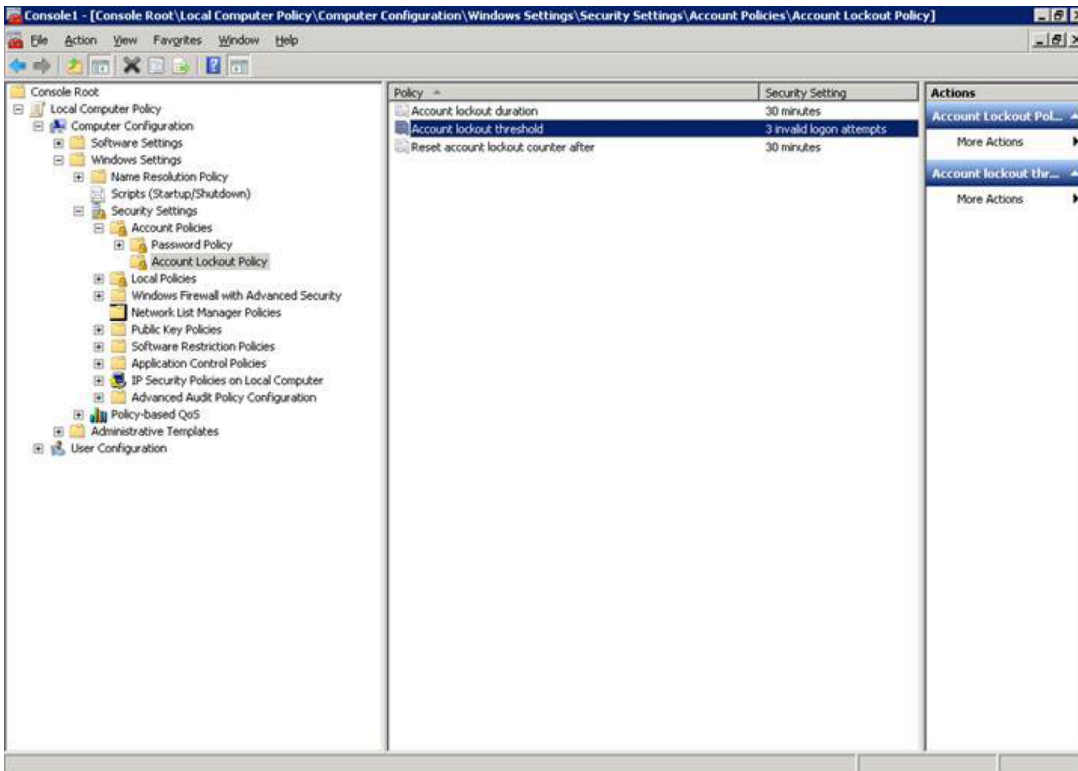 Console1 - [Console Root\Local Computer Policy\Computer Configuration\Windows Settings\Security Settings\Account Policies\Account Lockout Policy]
File Action View Favorites Window Help
Console Root
Local Computer Policy
Computer Configuration
Software Settings
Windows Settings
Name Resolution Policy
Scripts (Startup/Shutdown)
Security Settings
Account Policies
Password Policy
Account Lockout Policy
Local Policies
Windows Firewall with Advanced Security
Network List Manager Policies
Public Key Policies
Software Restriction Policies
Application Control Policies
IP Security Policies on Local Computer
Advanced Audit Policy Configuration
Policy-based QoS
Administrative Templates
User Configuration
Policy Security Setting
Account lockout duration 30 minutes
Account lockout threshold 3 invalid logon attempts
Reset account lockout counter after 30 minutes
Actions
Account Lockout Pol...
More Actions
Account lockout thr...
More Actions